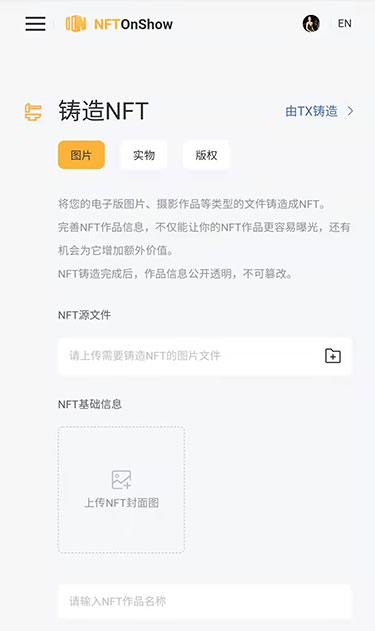 NFTOnShow
EN
铸造NFT
由TX铸造
图片 实物 版权
将您的电子版图片、摄影作品等类型的文件铸造成NFT。
完善NFT作品信息，不仅能让你的NFT作品更容易曝光，还有
机会为它增加额外价值。
NFT铸造完成后，作品信息公开透明，不可篡改。
NFT源文件
请上传需要铸造NFT的图片文件
NFT基础信息
上传NFT封面图
请输入NFT作品名称